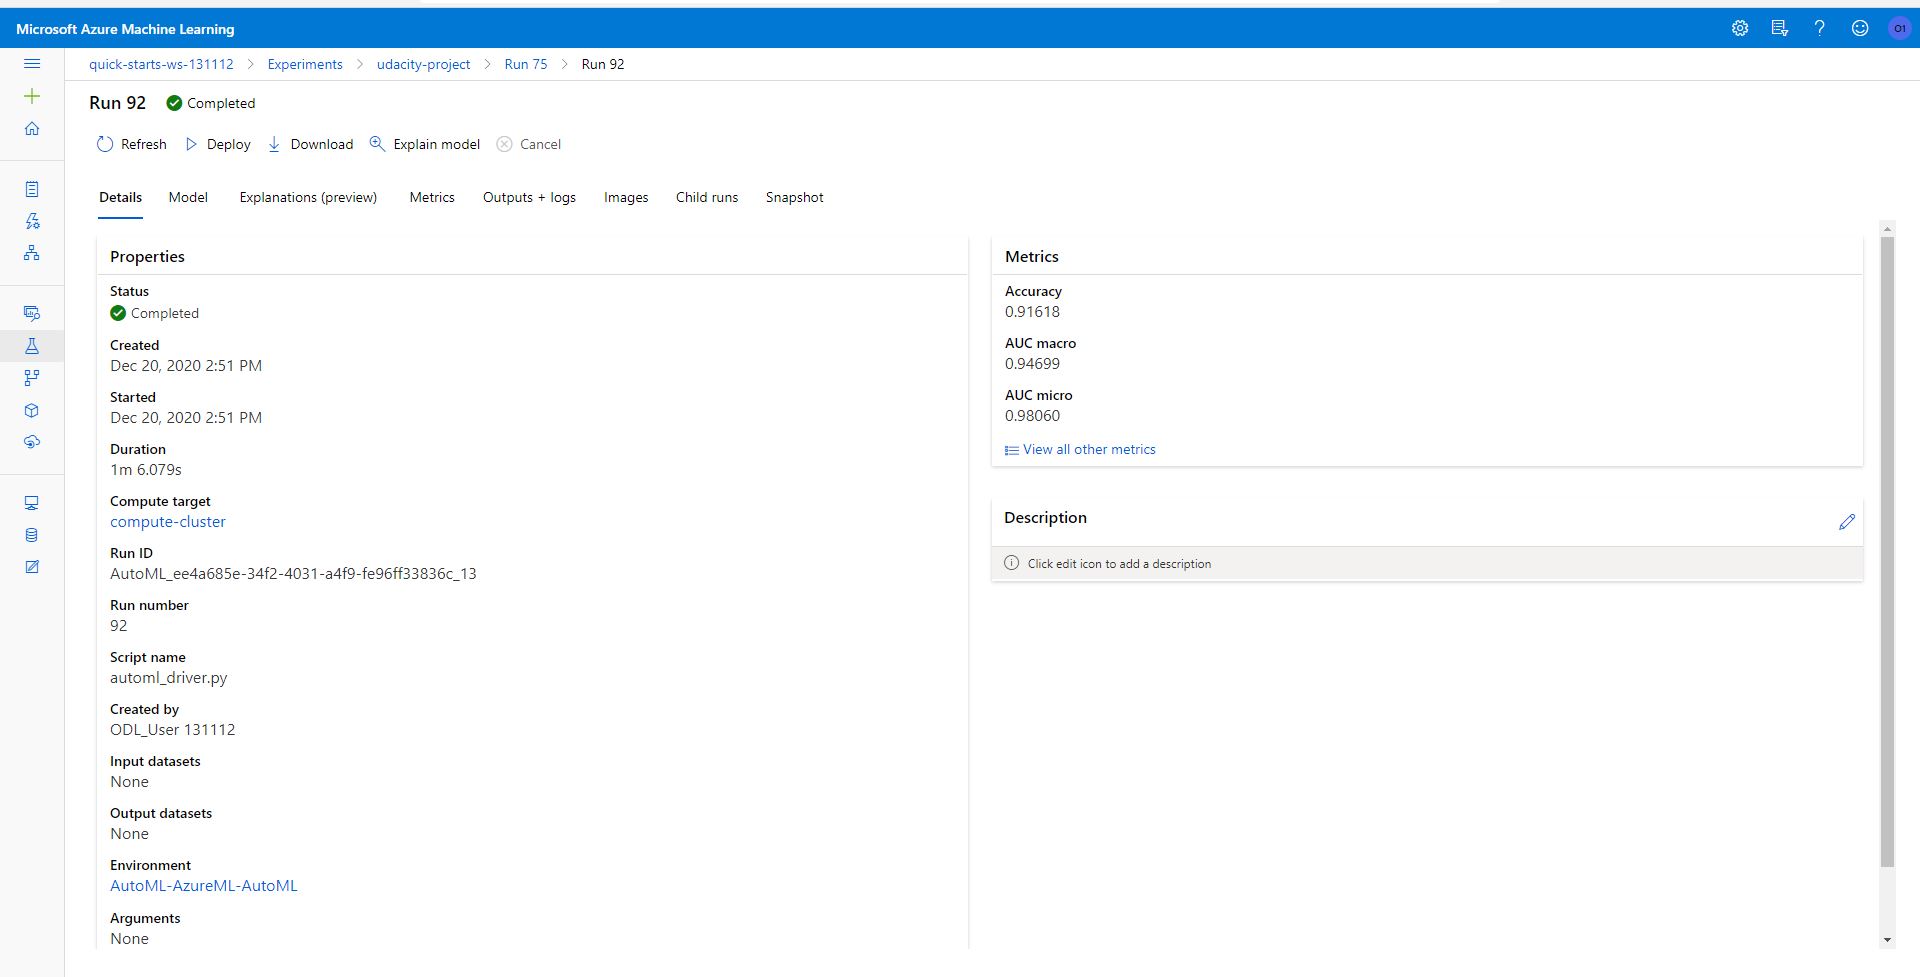 Microsoft Azure Machine Learning
O1
quick-starts-ws-131112 > Experiments > udacity-project > Run 75 > Run 92
Run 92 Completed
Refresh Deploy Download Explain model Cancel
Details Model Explanations (preview) Metrics Outputs + logs Images Child runs Snapshot
Properties
Status
Completed
Created
Dec 20, 2020 2:51 PM
Started
Dec 20, 2020 2:51 PM
Duration
1m 6.079s
Compute target
compute-cluster
Run ID
AutoML_ee4a685e-34f2-4031-a4f9-fe96ff33836c_13
Run number
92
Script name
automl_driver.py
Created by
ODL_User 131112
Input datasets
None
Output datasets
None
Environment
AutoML-AzureML-AutoML
Arguments
None
Metrics
Accuracy
0.91618
AUC macro
0.94699
AUC micro
0.98060
View all other metrics
Description
Click edit icon to add a description